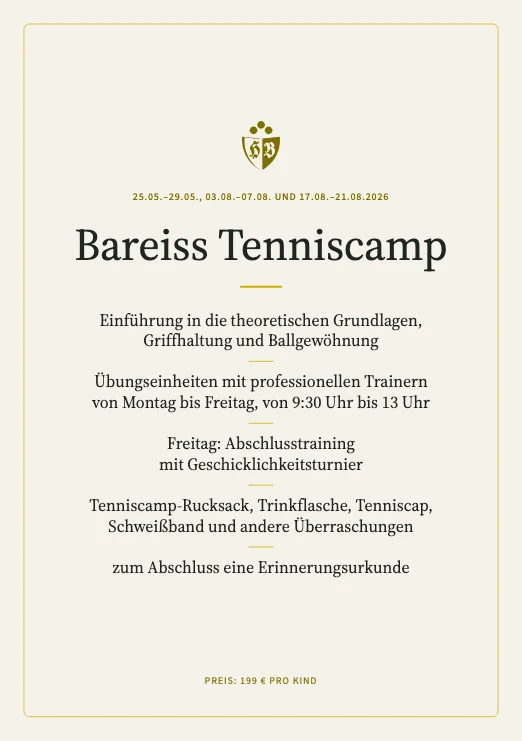 HB
25.05.–29.05., 03.08.–07.08. UND 17.08.–21.08.2026
Bareiss Tenniscamp
Einführung in die theoretischen Grundlagen,
Griffhaltung und Ballgewöhnung
Übungseinheiten mit professionellen Trainern
von Montag bis Freitag, von 9:30 Uhr bis 13 Uhr
Freitag: Abschlusstraining
mit Geschicklichkeitsturnier
Tenniscamp-Rucksack, Trinkflasche, Tenniscap,
Schweißband und andere Überraschungen
zum Abschluss eine Erinnerungsurkunde
PREIS: 199 € PRO KIND